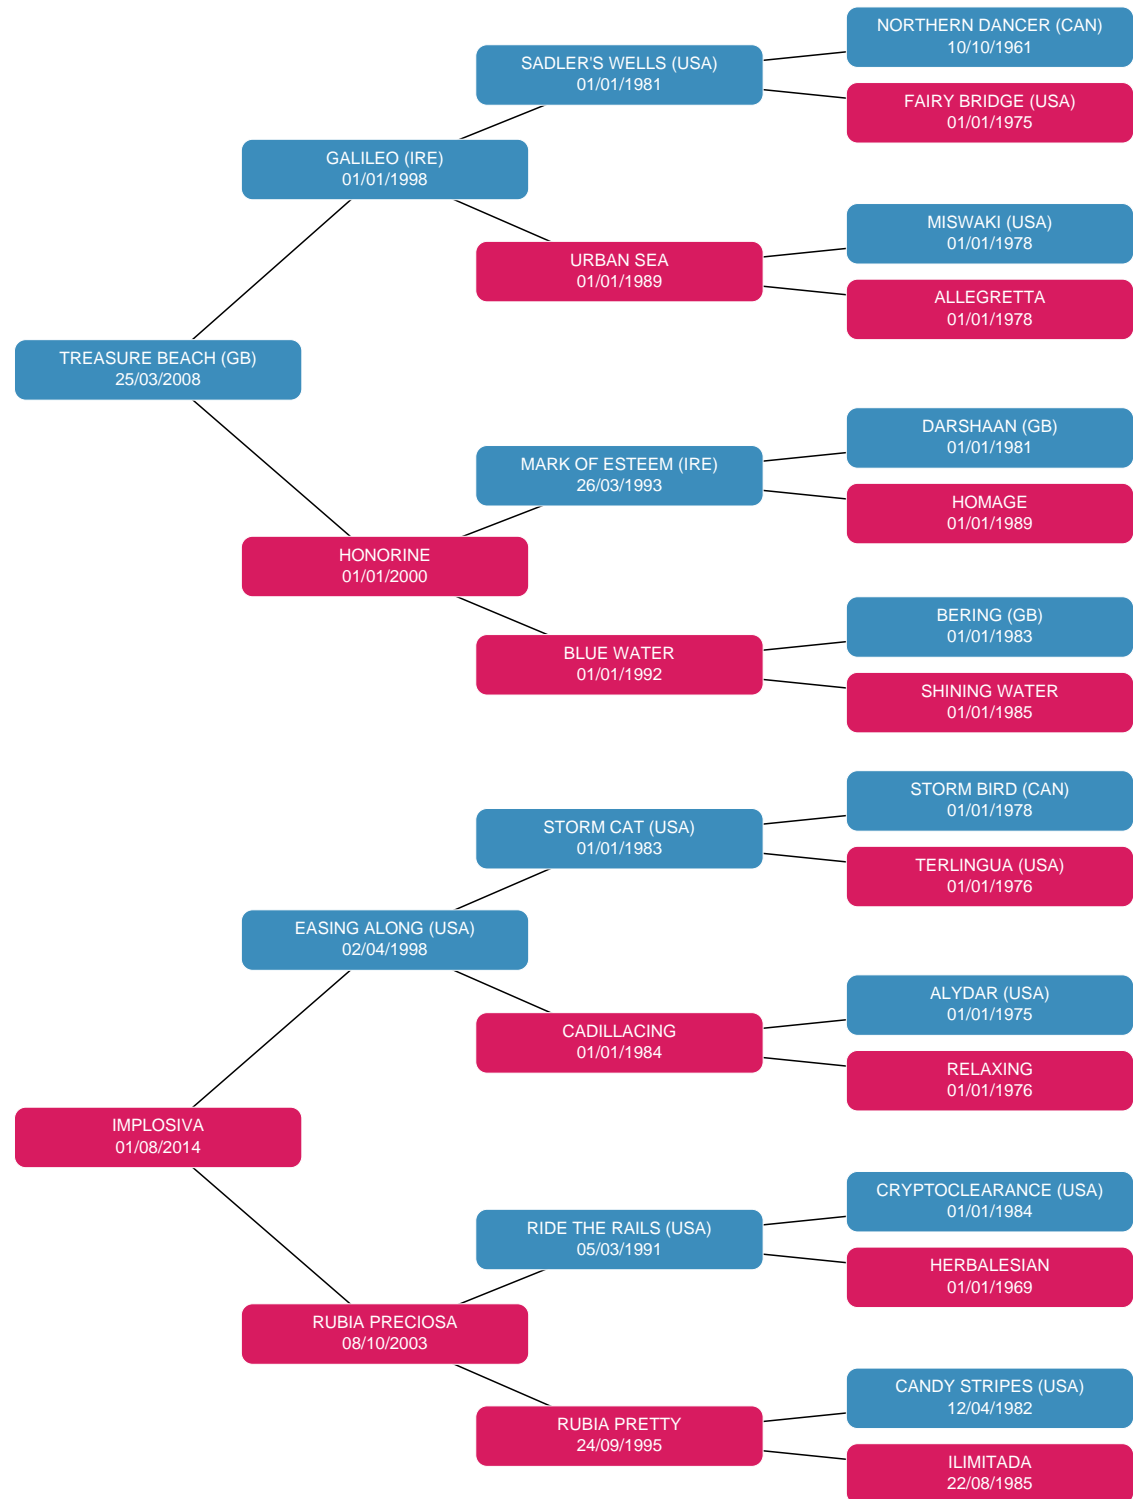 NORTHERN DANCER (CAN)
10/10/1961
SADLER'S WELLS (USA)
01/01/1981
FAIRY BRIDGE (USA)
01/01/1975
GALILEO (IRE)
01/01/1998
MISWAKI (USA)
01/01/1978
URBAN SEA
01/01/1989
ALLEGRETTA
01/01/1978
TREASURE BEACH (GB)
25/03/2008
DARSHAAN (GB)
01/01/1981
MARK OF ESTEEM (IRE)
26/03/1993
HOMAGE
01/01/1989
HONORINE
01/01/2000
BERING (GB)
01/01/1983
BLUE WATER
01/01/1992
SHINING WATER
01/01/1985
STORM BIRD (CAN)
01/01/1978
STORM CAT (USA)
01/01/1983
TERLINGUA (USA)
01/01/1976
EASING ALONG (USA)
02/04/1998
ALYDAR (USA)
01/01/1975
CADILLACING
01/01/1984
RELAXING
01/01/1976
IMPLOSIVA
01/08/2014
CRYPTOCLEARANCE (USA)
01/01/1984
RIDE THE RAILS (USA)
05/03/1991
HERBALESIAN
01/01/1969
RUBIA PRECIOSA
08/10/2003
CANDY STRIPES (USA)
12/04/1982
RUBIA PRETTY
24/09/1995
ILIMITADA
22/08/1985